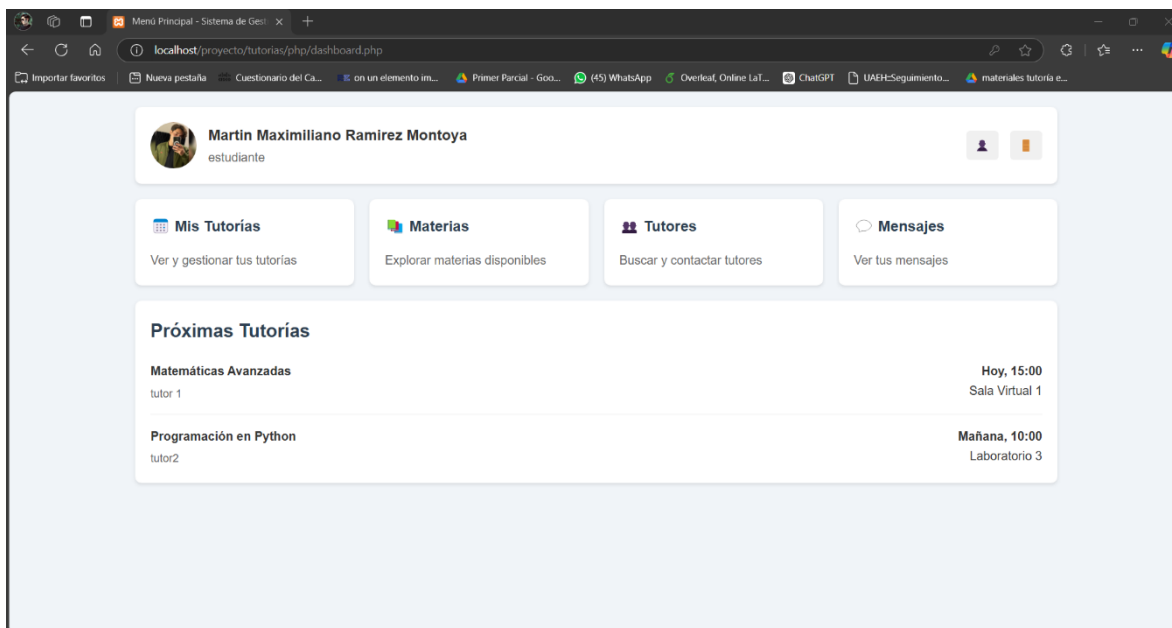 Menú Principal - Sistema de Gest
localhost/proyecto/tutorias/php/dashboard.php
Importar favoritos
Nueva pestaña
Cuestionario del Ca...
on un elemento im...
Primer Parcial - Goo...
(45) WhatsApp
Overleaf, Online LaT...
ChatGPT
UAEH::Seguimiento...
materiales tutoría e...
Martin Maximiliano Ramirez Montoya
estudiante
Mis Tutorías
Ver y gestionar tus tutorías
Materias
Explorar materias disponibles
Tutores
Buscar y contactar tutores
Mensajes
Ver tus mensajes
Próximas Tutorías
Matemáticas Avanzadas
Hoy, 15:00
tutor 1
Sala Virtual 1
Programación en Python
Mañana, 10:00
tutor2
Laboratorio 3